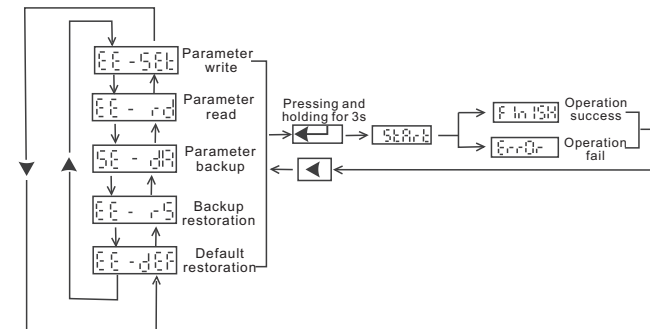 EE-SEt
Parameter
write
EE- rd
Parameter
read
SE- dA
Parameter
backup
EE- rS
Backup
restoration
EE-dEF
Default
restoration
Pressing and
holding for 3s
StArt
FInISH
Operation
success
ErrOr
Operation
fail